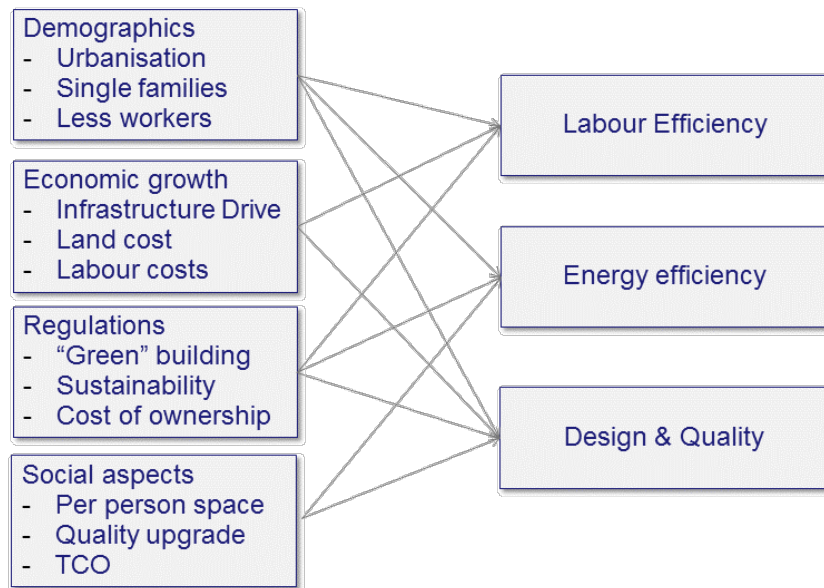 Demographics
- Urbanisation
- Single families
- Less workers
Economic growth
- Infrastructure Drive
- Land cost
- Labour costs
Regulations
- “Green” building
- Sustainability
- Cost of ownership
Social aspects
- Per person space
- Quality upgrade
- TCO
Labour Efficiency
Energy efficiency
Design & Quality